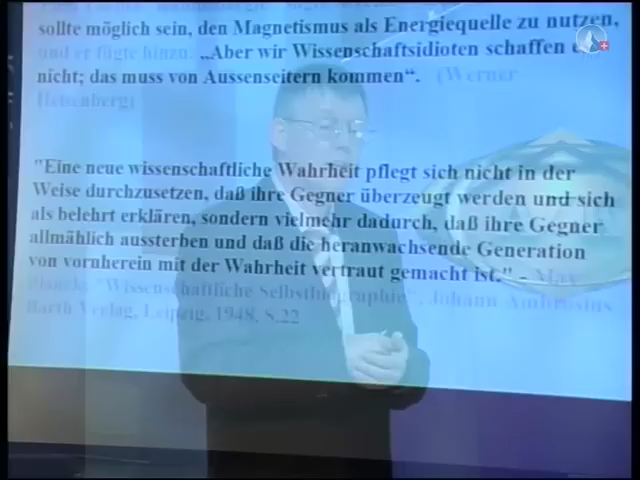 sollte möglich sein, den Magnetismus als Energiequelle zu nutzen,
und er fügte hinzu: „Aber wir Wissenschaftsidioten schaffen
nicht; das muss von Aussenseitern kommen“. (Werner
Heisenberg)
"Eine neue wissenschaftliche Wahrheit pflegt sich nicht in der
Weise durchzusetzen, daß ihre Gegner überzeugt werden und sich
als belehrt erklären, sondern vielmehr dadurch, daß ihre Gegner
allmählich aussterben und daß die heranwachsende Generation
von vornherein mit der Wahrheit vertraut gemacht ist." - Max
Planck: "Wissenschaftliche Selbstbiographie", Johann Ambrosius
Barth Verlag, Leipzig, 1948, S.22